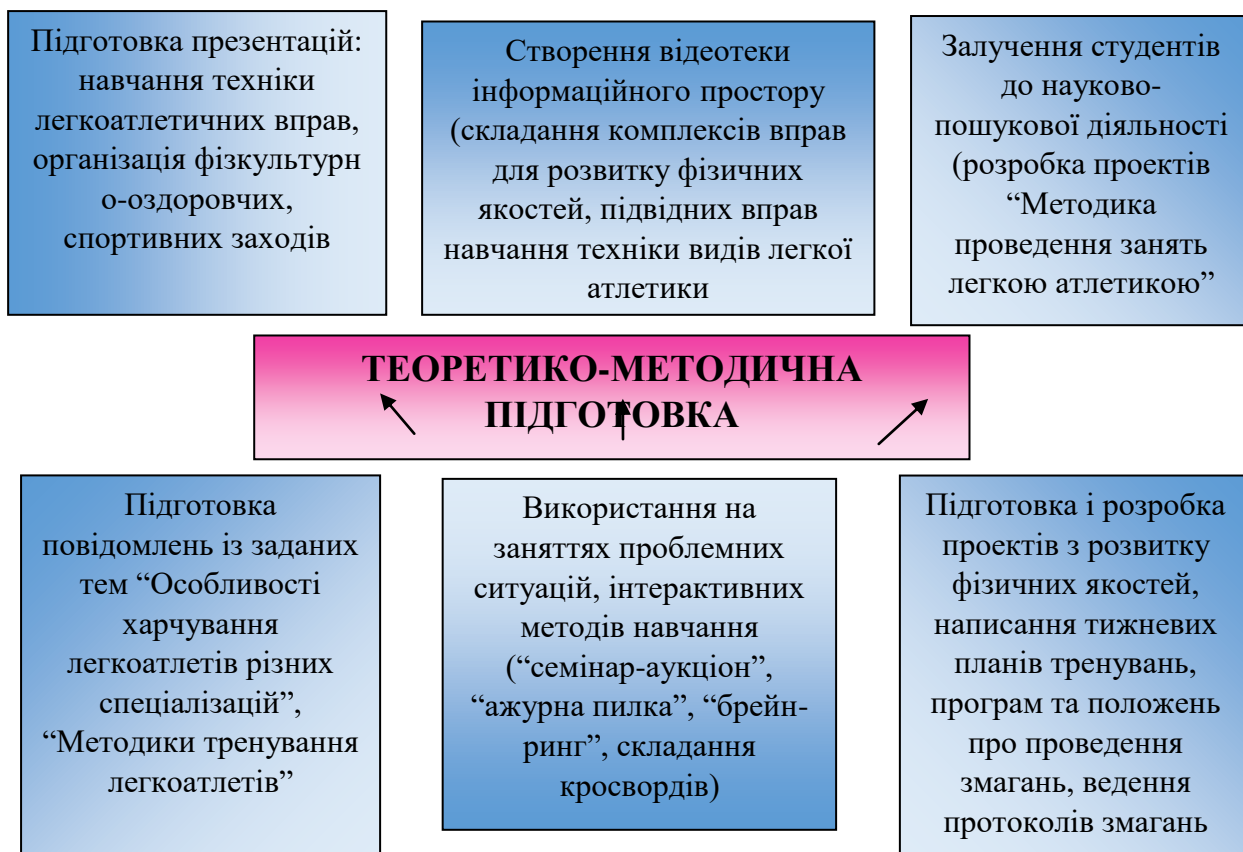 Підготовка презентацій:
навчання техніки
легкоатлетичних вправ,
організація фізкультурн
о-оздоровчих,
спортивних заходів
Створення відеотеки
інформаційного простору
(складання комплексів вправ
для розвитку фізичних
якостей, підвідних вправ
навчання техніки видів легкої
атлетики
Залучення студентів
до науково-
пошукової діяльності
(розробка проектів
“Методика
проведення занять
легкою атлетикою”
ТЕОРЕТИКО-МЕТОДИЧНА
ПІДГОТОВКА
Підготовка
повідомлень із заданих
тем “Особливості
харчування
легкоатлетів різних
спеціалізацій”,
“Методики тренування
легкоатлетів”
Використання на
заняттях проблемних
ситуацій, інтерактивних
методів навчання
(“семінар-аукціон”,
“ажурна пилка”, “брейн-
ринг”, складання
кросвордів)
Підготовка і розробка
проектів з розвитку
фізичних якостей,
написання тижневих
планів тренувань,
програм та положень
про проведення
змагань, ведення
протоколів змагань